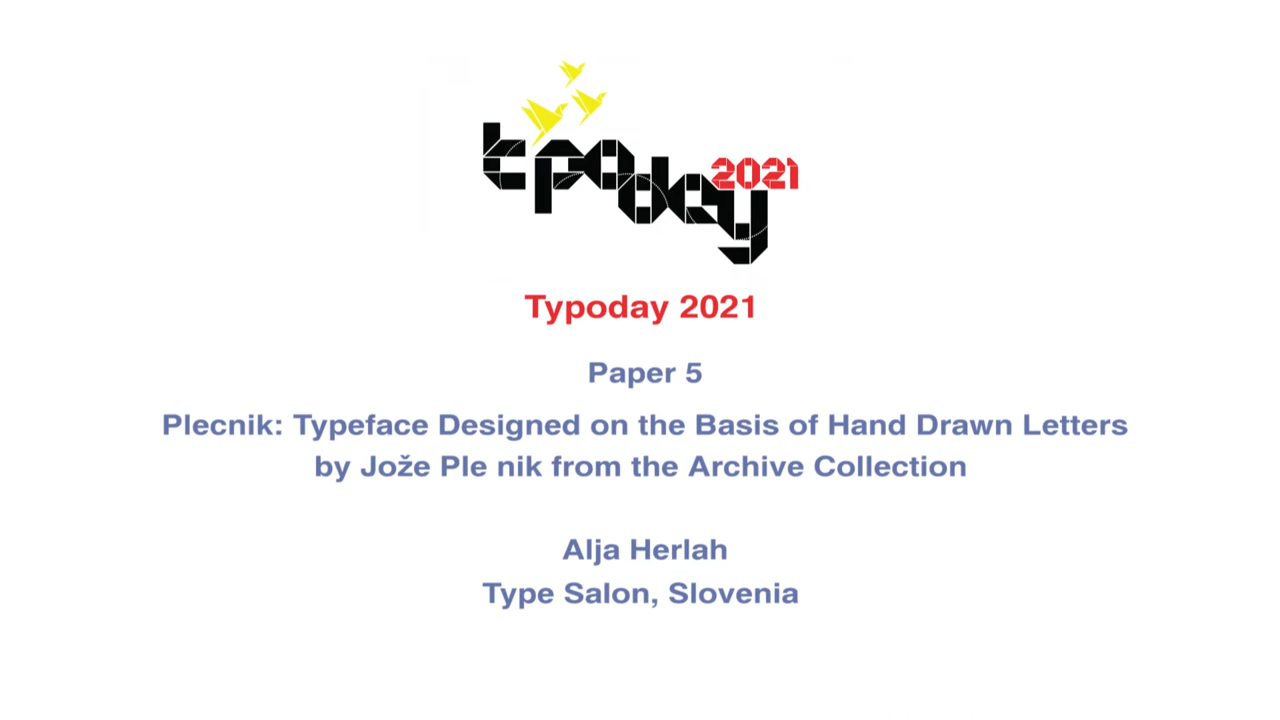 tpoday 2021
Typoday 2021
Paper 5
Plecnik: Typeface Designed on the Basis of Hand Drawn Letters
by Jože Ple nik from the Archive Collection
Alja Herlah
Type Salon, Slovenia